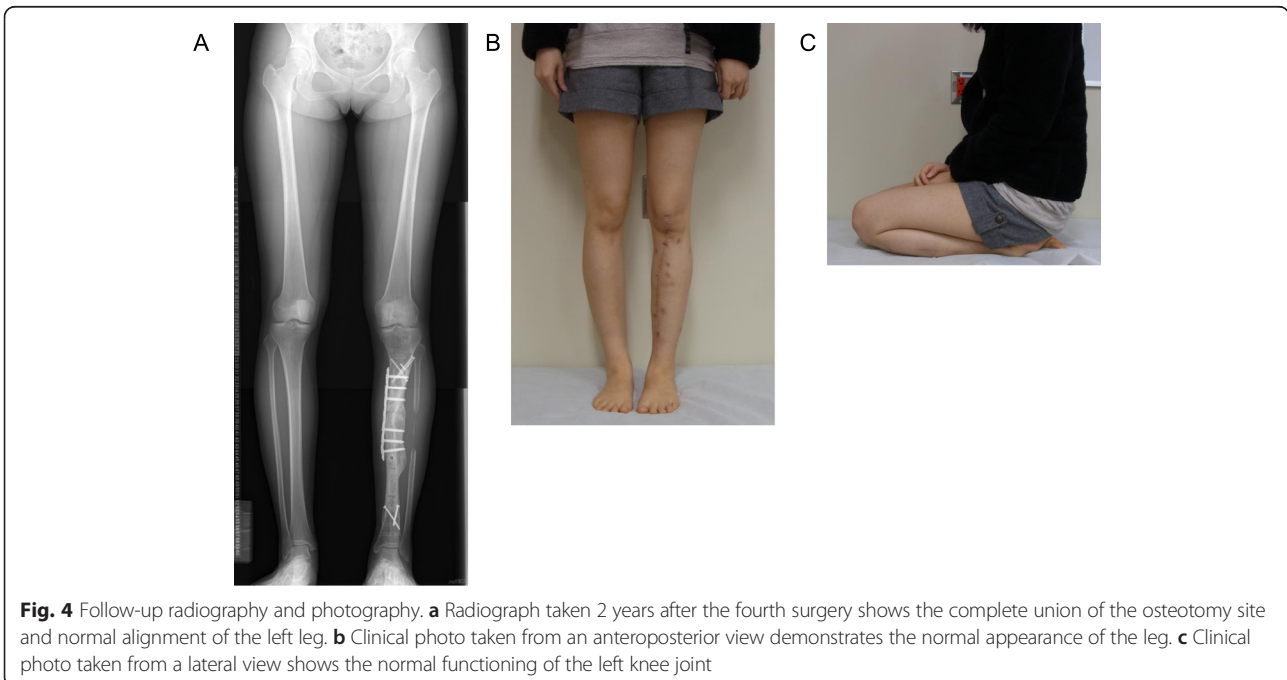 A
B
C
Fig. 4 Follow-up radiography and photography. a Radiograph taken 2 years after the fourth surgery shows the complete union of the osteotomy site
and normal alignment of the left leg. b Clinical photo taken from an anteroposterior view demonstrates the normal appearance of the leg. c Clinical
photo taken from a lateral view shows the normal functioning of the left knee joint